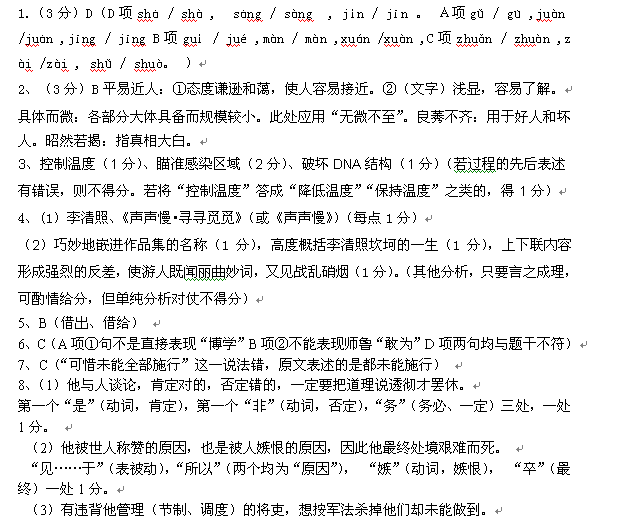 1.（3 分）D（D 项 shà / shà ， sāng / sàng ，jìn / jīn 。 A 项 gǔ / gū ,juàn
/juān ,jīng / jìng B 项 guì / jué ,màn / màn ,xuán /xuàn ,C 项 zhuǎn / zhuàn ,z
ài /zài ， shǔ / shuò。 ）
2、（3 分）B 平易近人：①态度谦逊和蔼，使人容易接近。②（文字）浅显，容易了解。
具体而微：各部分大体具备而规模较小。此处应用“无微不至”。良莠不齐：用于好人和坏
人。昭然若揭：指真相大白。
3、控制温度（1 分）、瞄准感染区域（2 分）、破坏 DNA 结构（1 分）（若过程的先后表述
有错误，则不得分。若将“控制温度”答成“降低温度”“保持温度”之类的，得 1 分）
4、（1）李清照、《声声慢·寻寻觅觅》（或《声声慢》）（每点 1 分）
（2）巧妙地嵌进作品集的名称（1 分），高度概括李清照坎坷的一生（1 分），上下联内容
形成强烈的反差，使游人既闻丽曲妙词，又见战乱硝烟（1 分）。（其他分析，只要言之成理，
可酌情给分，但单纯分析对仗不得分）
5、B（借出、借给）
6、C（A 项①句不是直接表现“博学”B 项②不能表现师鲁“敢为”D 项两句均与题干不符）
7、C（“可惜未能全部施行”这一说法错，原文表述的是都未能施行）
8、（1）他与人谈论，肯定对的，否定错的，一定要把道理说透彻才罢休。
第一个“是”（动词，肯定），第一个“非”（动词，否定），“务”（务必、一定）三处，一处
1 分。
（2）他被世人称赞的原因，也是被人嫉恨的原因，因此他最终处境艰难而死。
“见……于”（表被动），“所以”（两个均为“原因”）， “嫉”（动词，嫉恨）， “卒”（最
终）一处 1 分。
（3）有违背他管理（节制、调度）的将吏，想按军法杀掉他们却未能做到。